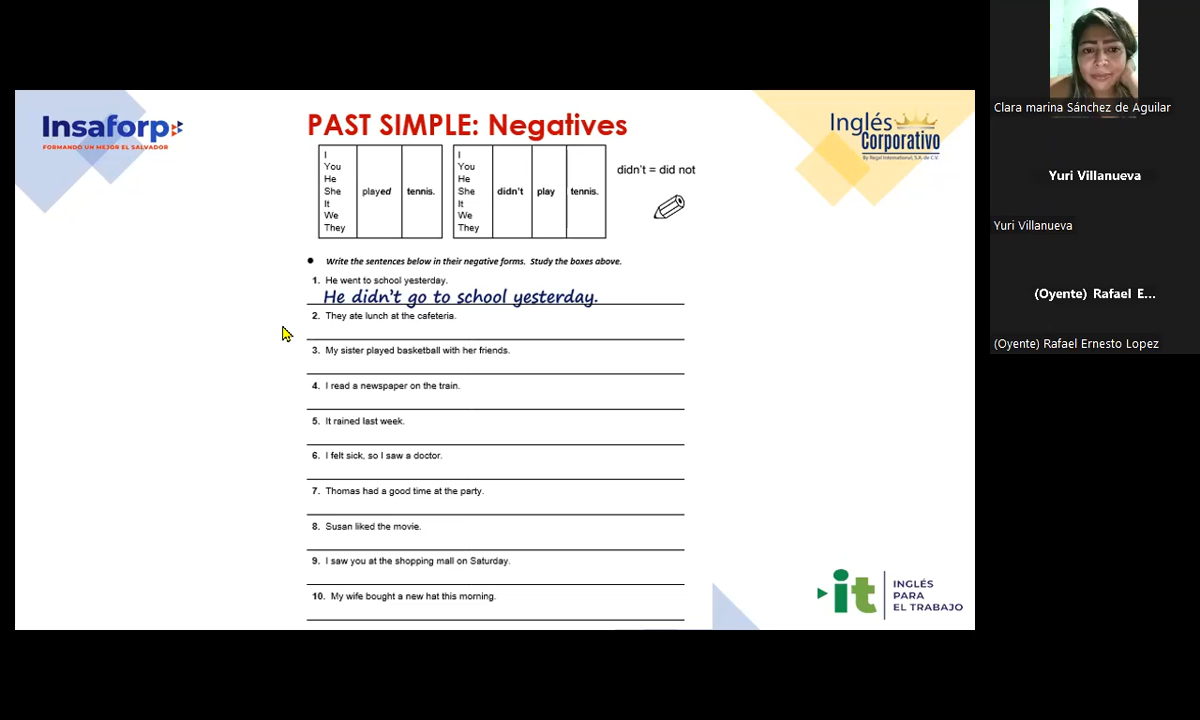 Insaforp
FORMANDO UN MEJOR EL SALVADOR
PAST SIMPLE: Negatives
Inglés
Corporativo
By Regal International, S.A. de C.V.
I
You
He
She
It
We
They
played
tennis.
I
You
He
She
It
We
They
didn't
play
tennis.
didn't = did not
● Write the sentences below in their negative forms. Study the boxes above.
1. He went to school yesterday.
He didn't go to school yesterday.
2. They ate lunch at the cafeteria.
3. My sister played basketball with her friends.
4. I read a newspaper on the train.
5. It rained last week.
6. I felt sick, so I saw a doctor.
7. Thomas had a good time at the party.
8. Susan liked the movie.
9. I saw you at the shopping mall on Saturday.
10. My wife bought a new hat this morning.
it
INGLÉS
PARA
EL TRABAJO
Clara marina Sánchez de Aguilar
Yuri Villanueva
Yuri Villanueva
(Oyente) Rafael E...
(Oyente) Rafael Ernesto Lopez